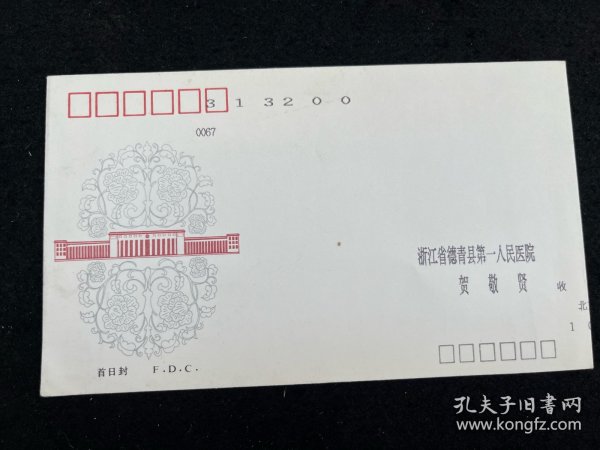 313200
0067
浙江省德青县第一人民医院
贺敬贤 收
北
1
首日封 F.D.C.
孔夫子旧书网
www.kongfz.com